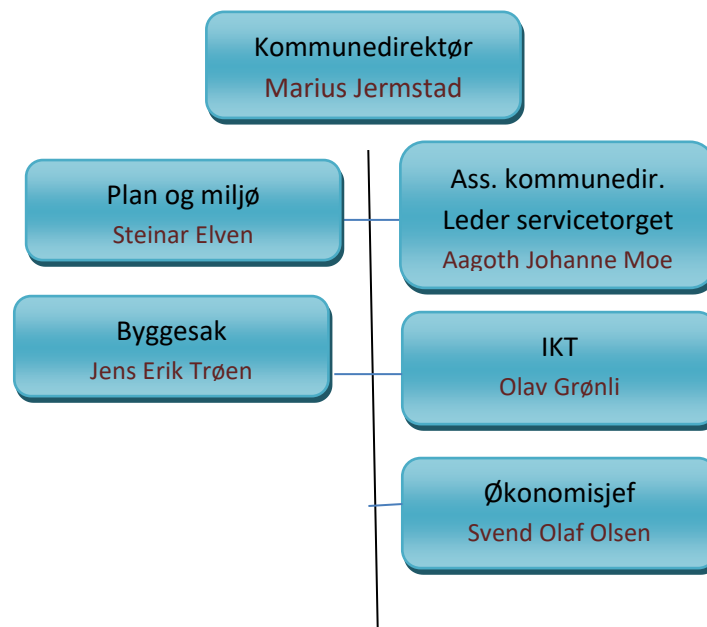 Kommunedirektør
Marius Jermstad
Plan og miljø
Steinar Elven
Ass. kommunedir.
Leder servicetorget
Aagoth Johanne Moe
Byggesak
Jens Erik Trøen
IKT
Olav Grønli
Økonomisjef
Svend Olaf Olsen